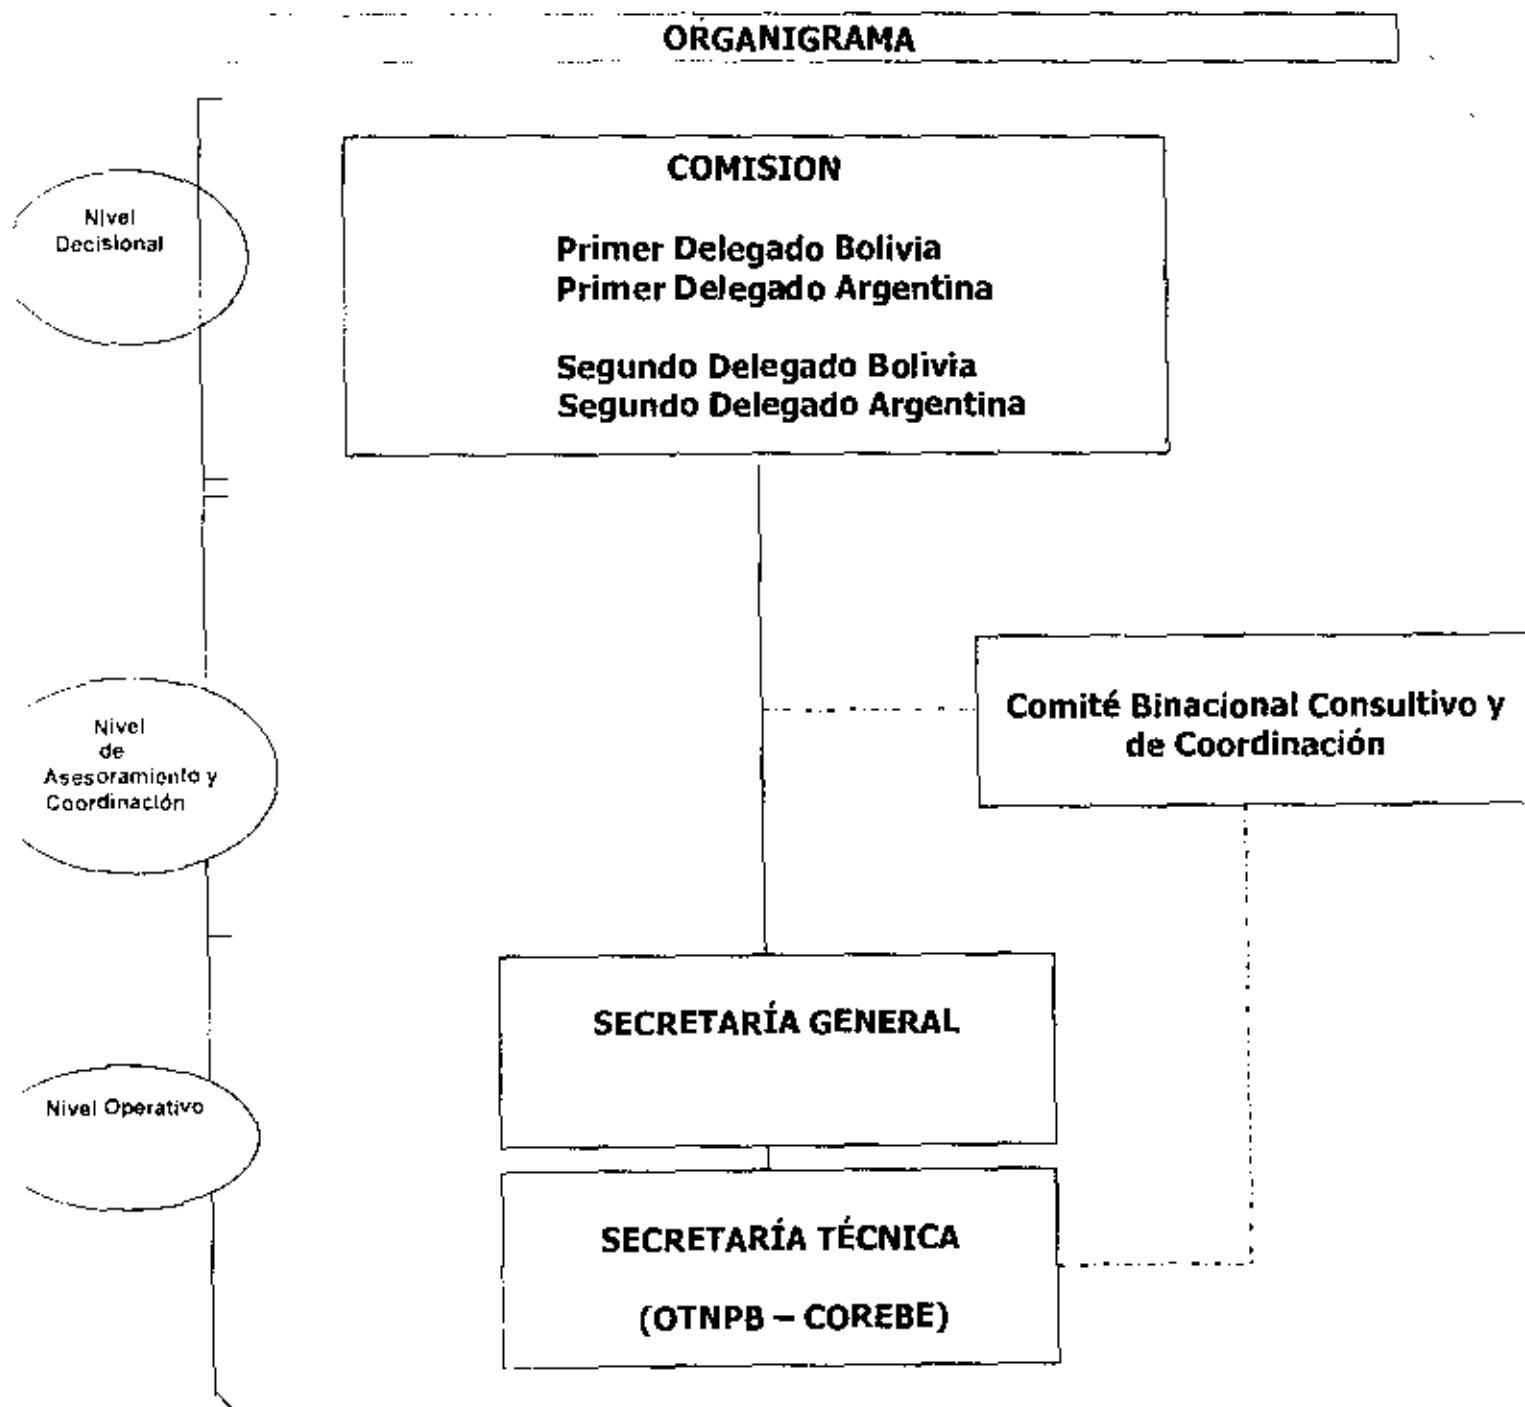 ORGANIGRAMA
COMISION
Nivel
Decisional
Primer Delegado Bolivia
Primer Delegado Argentina
Segundo Delegado Bolivia
Segundo Delegado Argentina
Nivel
de
Asesoramiento y
Coordinación
Comité Binacional Consultivo y
de Coordinación
SECRETARÍA GENERAL
Nivel Operativo
SECRETARÍA TÉCNICA
(OTNPB – COREBE)